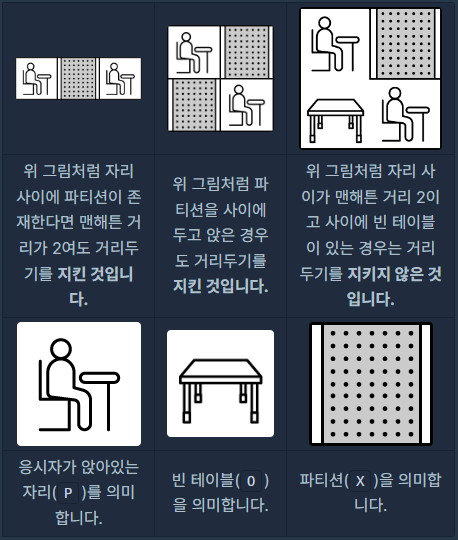 위 그림처럼 자리
사이에 파티션이 존
재한다면 맨해튼 거
리가 2여도 거리두
기를 지킨 것입니
다.
위 그림처럼 파
티션을 사이에
두고 앉은 경우
도 거리두기를
지킨 것입니다.
위 그림처럼 자리 사
이가 맨해튼 거리 2이
고 사이에 빈 테이블
이 있는 경우는 거리
두기를 지키지 않은 것
입니다.
응시자가 앉아있는
자리( P )를 의미
합니다.
빈 테이블( O )
을 의미합니다.
파티션( X )을 의미합
니다.